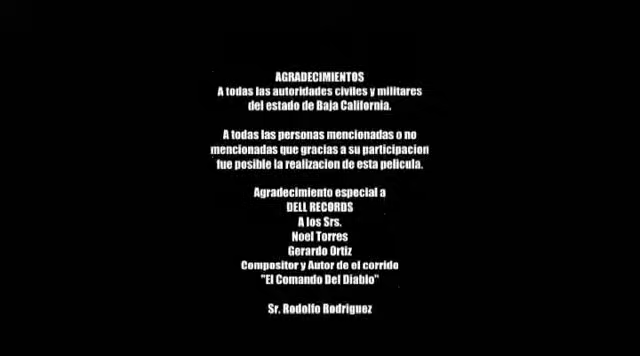 AGRADECIMIENTOS
A todas las autoridades civiles y militares
del estado de Baja California.
A todas las personas mencionadas o no
mencionadas que gracias a su participacion
fue posible la realizacion de esta pelicula.
Agradecimiento especial a
DELL RECORDS
A los Srs.
Noel Torres
Gerardo Ortiz
Compositor y Autor de el corrido
"El Comando Del Diablo"
Sr. Rodolfo Rodriguez